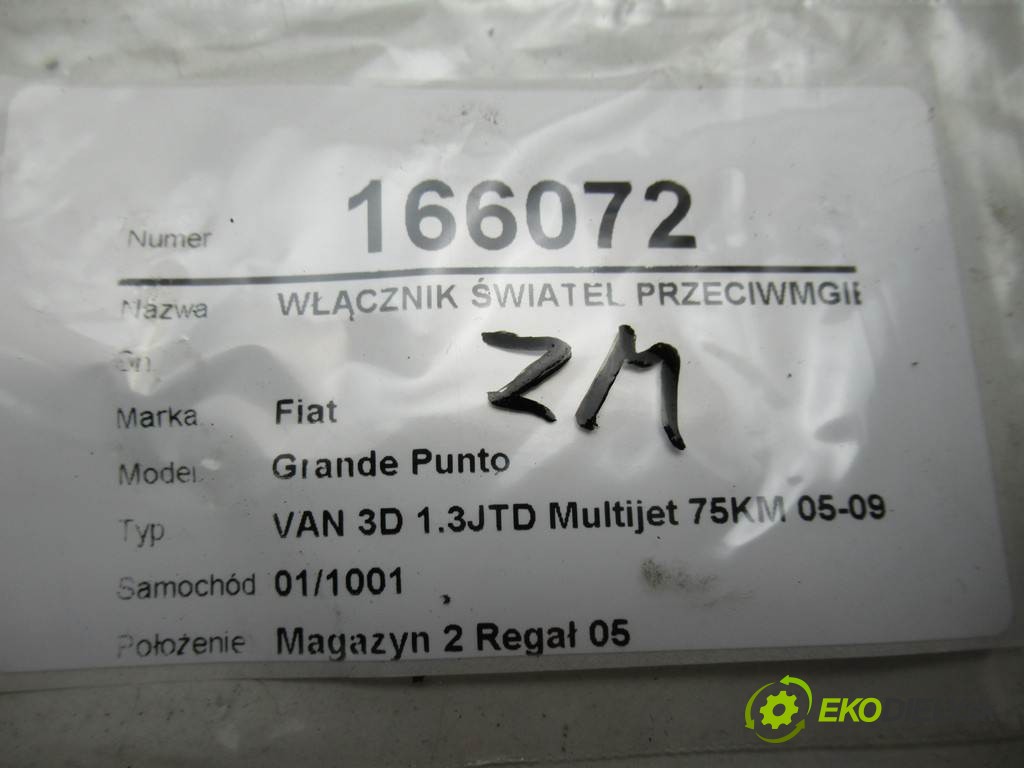 Numer 166072
Nazwa WŁĄCZNIK ŚWIATEŁ PRZECIWMGIE
On.
Marka Fiat
ZM
Model Grande Punto
Typ VAN 3D 1.3JTD Multijet 75KM 05-09
Samochód 01/1001
Położenie Magazyn 2 Regał 05
EKO